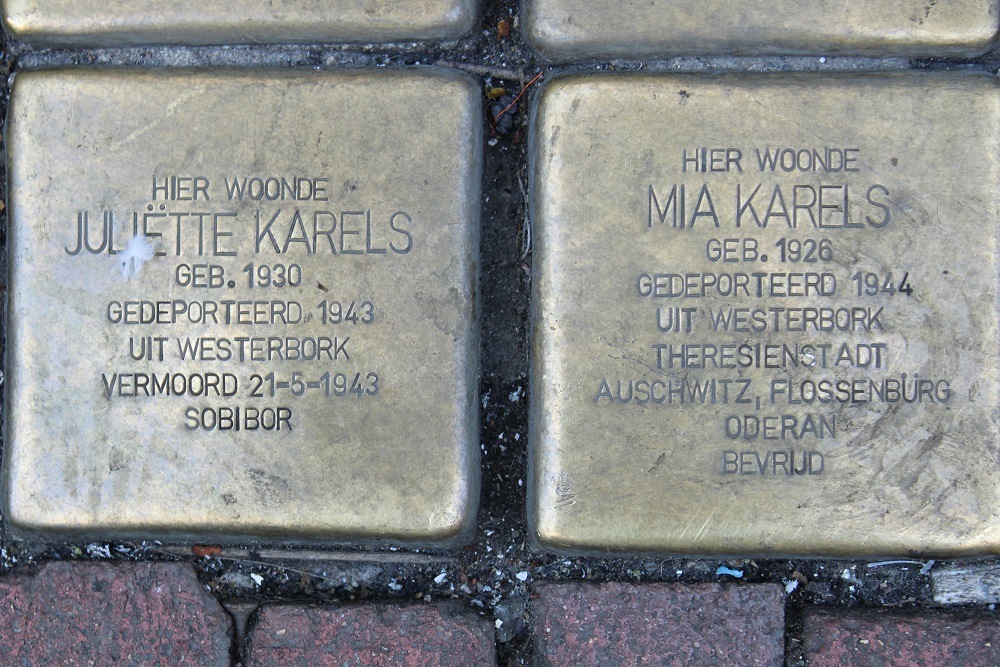 HIER WOONDE
JULIËTTE KARELS
GEB. 1930
GEDEPORTEERD 1943
UIT WESTERBORK
VERMOORD 21-5-1943
SOBIBOR
HIER WOONDE
MIA KARELS
GEB. 1926
GEDEPORTEERD 1944
UIT WESTERBORK
THERESIENSTADT
AUSCHWITZ, FLOSSENBÜRG
ODERAN
BEVRIJD